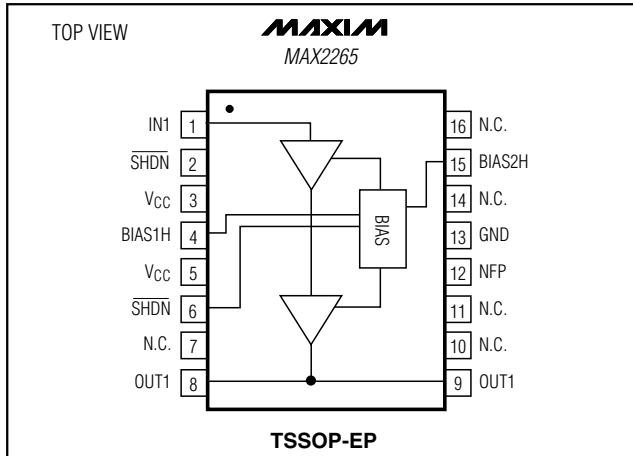 TOP VIEW
MAXIM
MAX2265
IN1 1
SHDN 2
VCC 3
BIAS1H 4
VCC 5
SHDN 6
N.C. 7
OUT1 8
16 N.C.
15 BIAS2H
14 N.C.
13 GND
12 NFP
11 N.C.
10 N.C.
9 OUT1
BIAS
TSSOP-EP